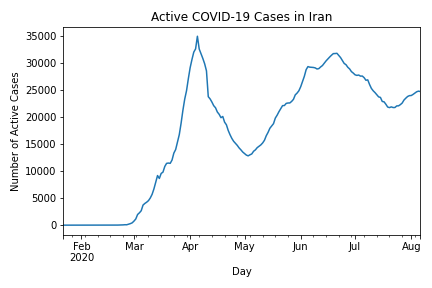 Active COVID-19 Cases in Iran
Number of Active Cases
35000
30000
25000
20000
15000
10000
5000
0
Feb Mar Apr May Jun Jul Aug
2020
Day